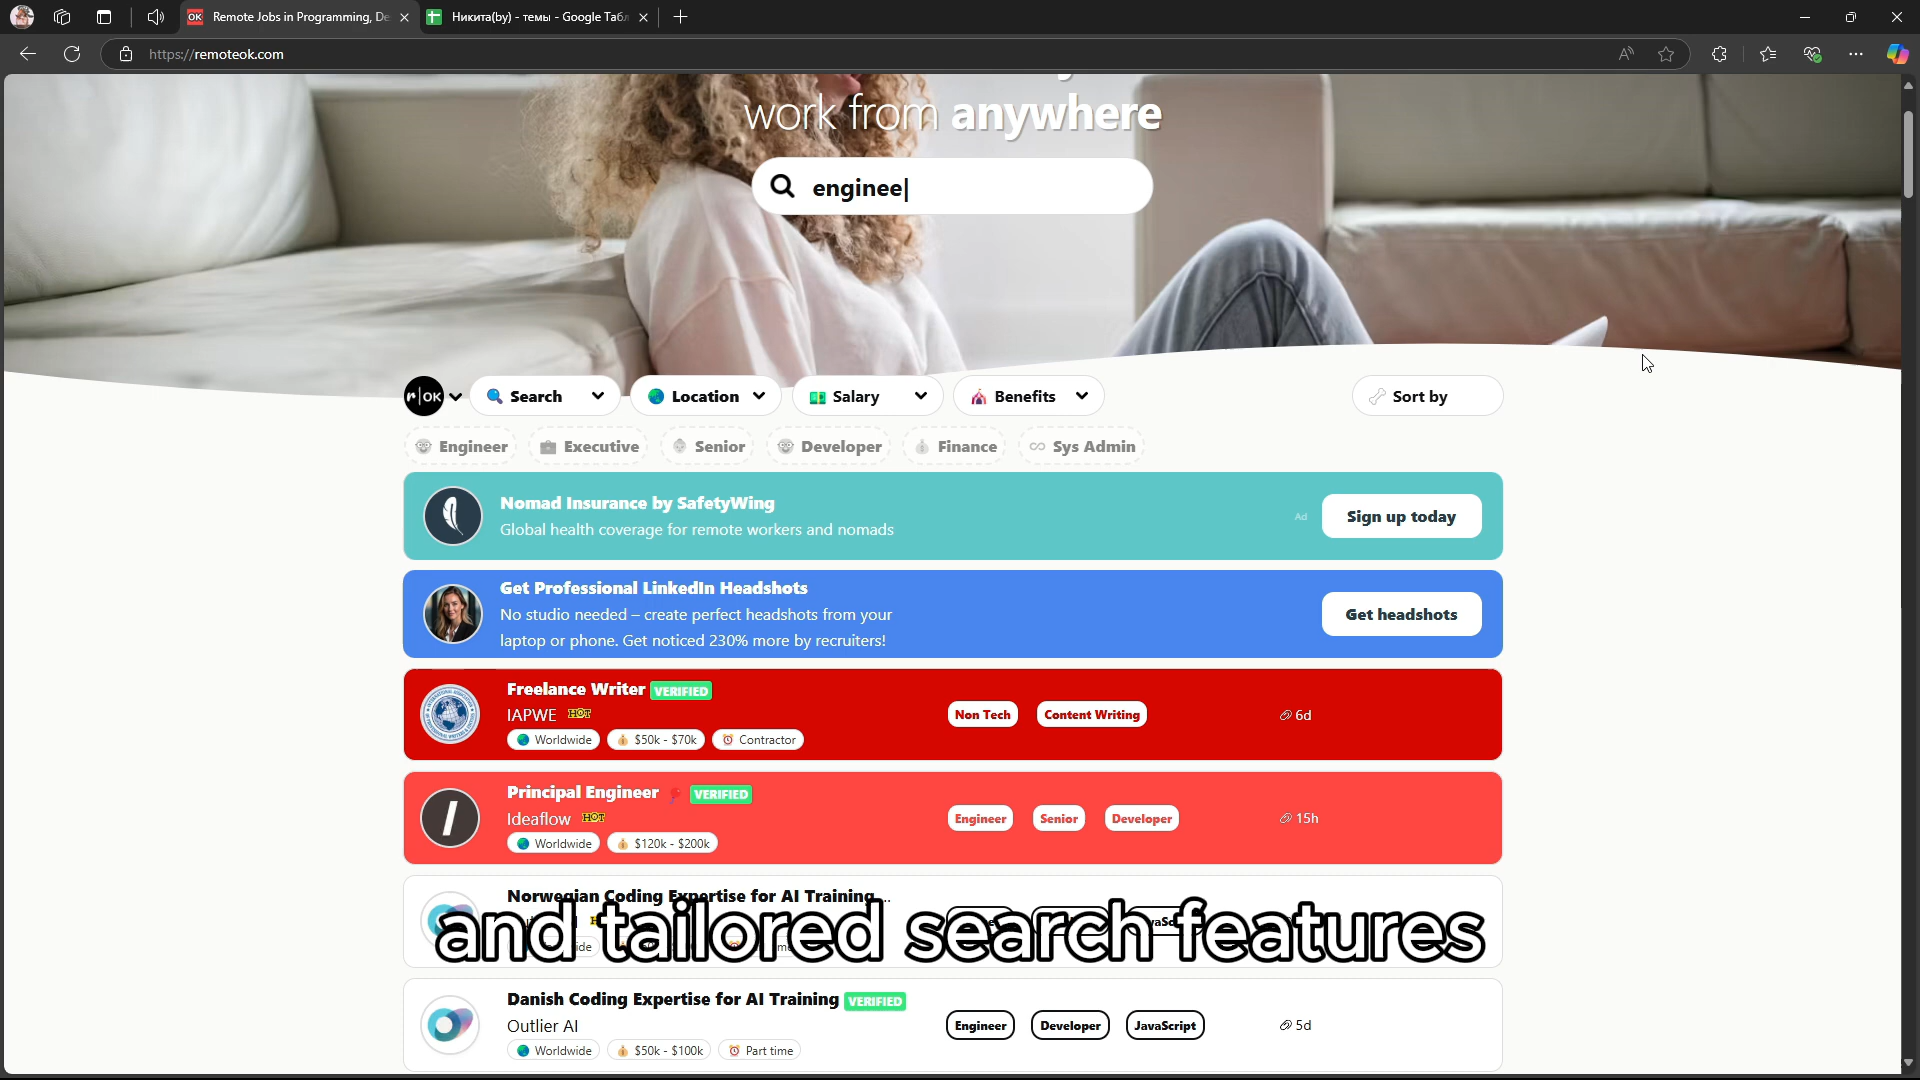 Remote Jobs in Programming, De
Никита(by) - темы - Google Табл
https://remoteok.com
work from anywhere
enginee
r|OK
Search
Location
Salary
Benefits
Sort by
Engineer
Executive
Senior
Developer
Finance
Sys Admin
Nomad Insurance by SafetyWing
Global health coverage for remote workers and nomads
Ad
Sign up today
Get Professional LinkedIn Headshots
No studio needed – create perfect headshots from your
laptop or phone. Get noticed 230% more by recruiters!
Get headshots
Freelance Writer VERIFIED
IAPWE HOT
Worldwide $50k - $70k Contractor
Non Tech Content Writing
6d
Principal Engineer VERIFIED
Ideaflow HOT
Worldwide $120k - $200k
Engineer Senior Developer
15h
Norwegian Coding Expertise for AI Training...
and tailored search features
Danish Coding Expertise for AI Training VERIFIED
Outlier AI
Worldwide $50k - $100k Part time
Engineer Developer JavaScript
5d